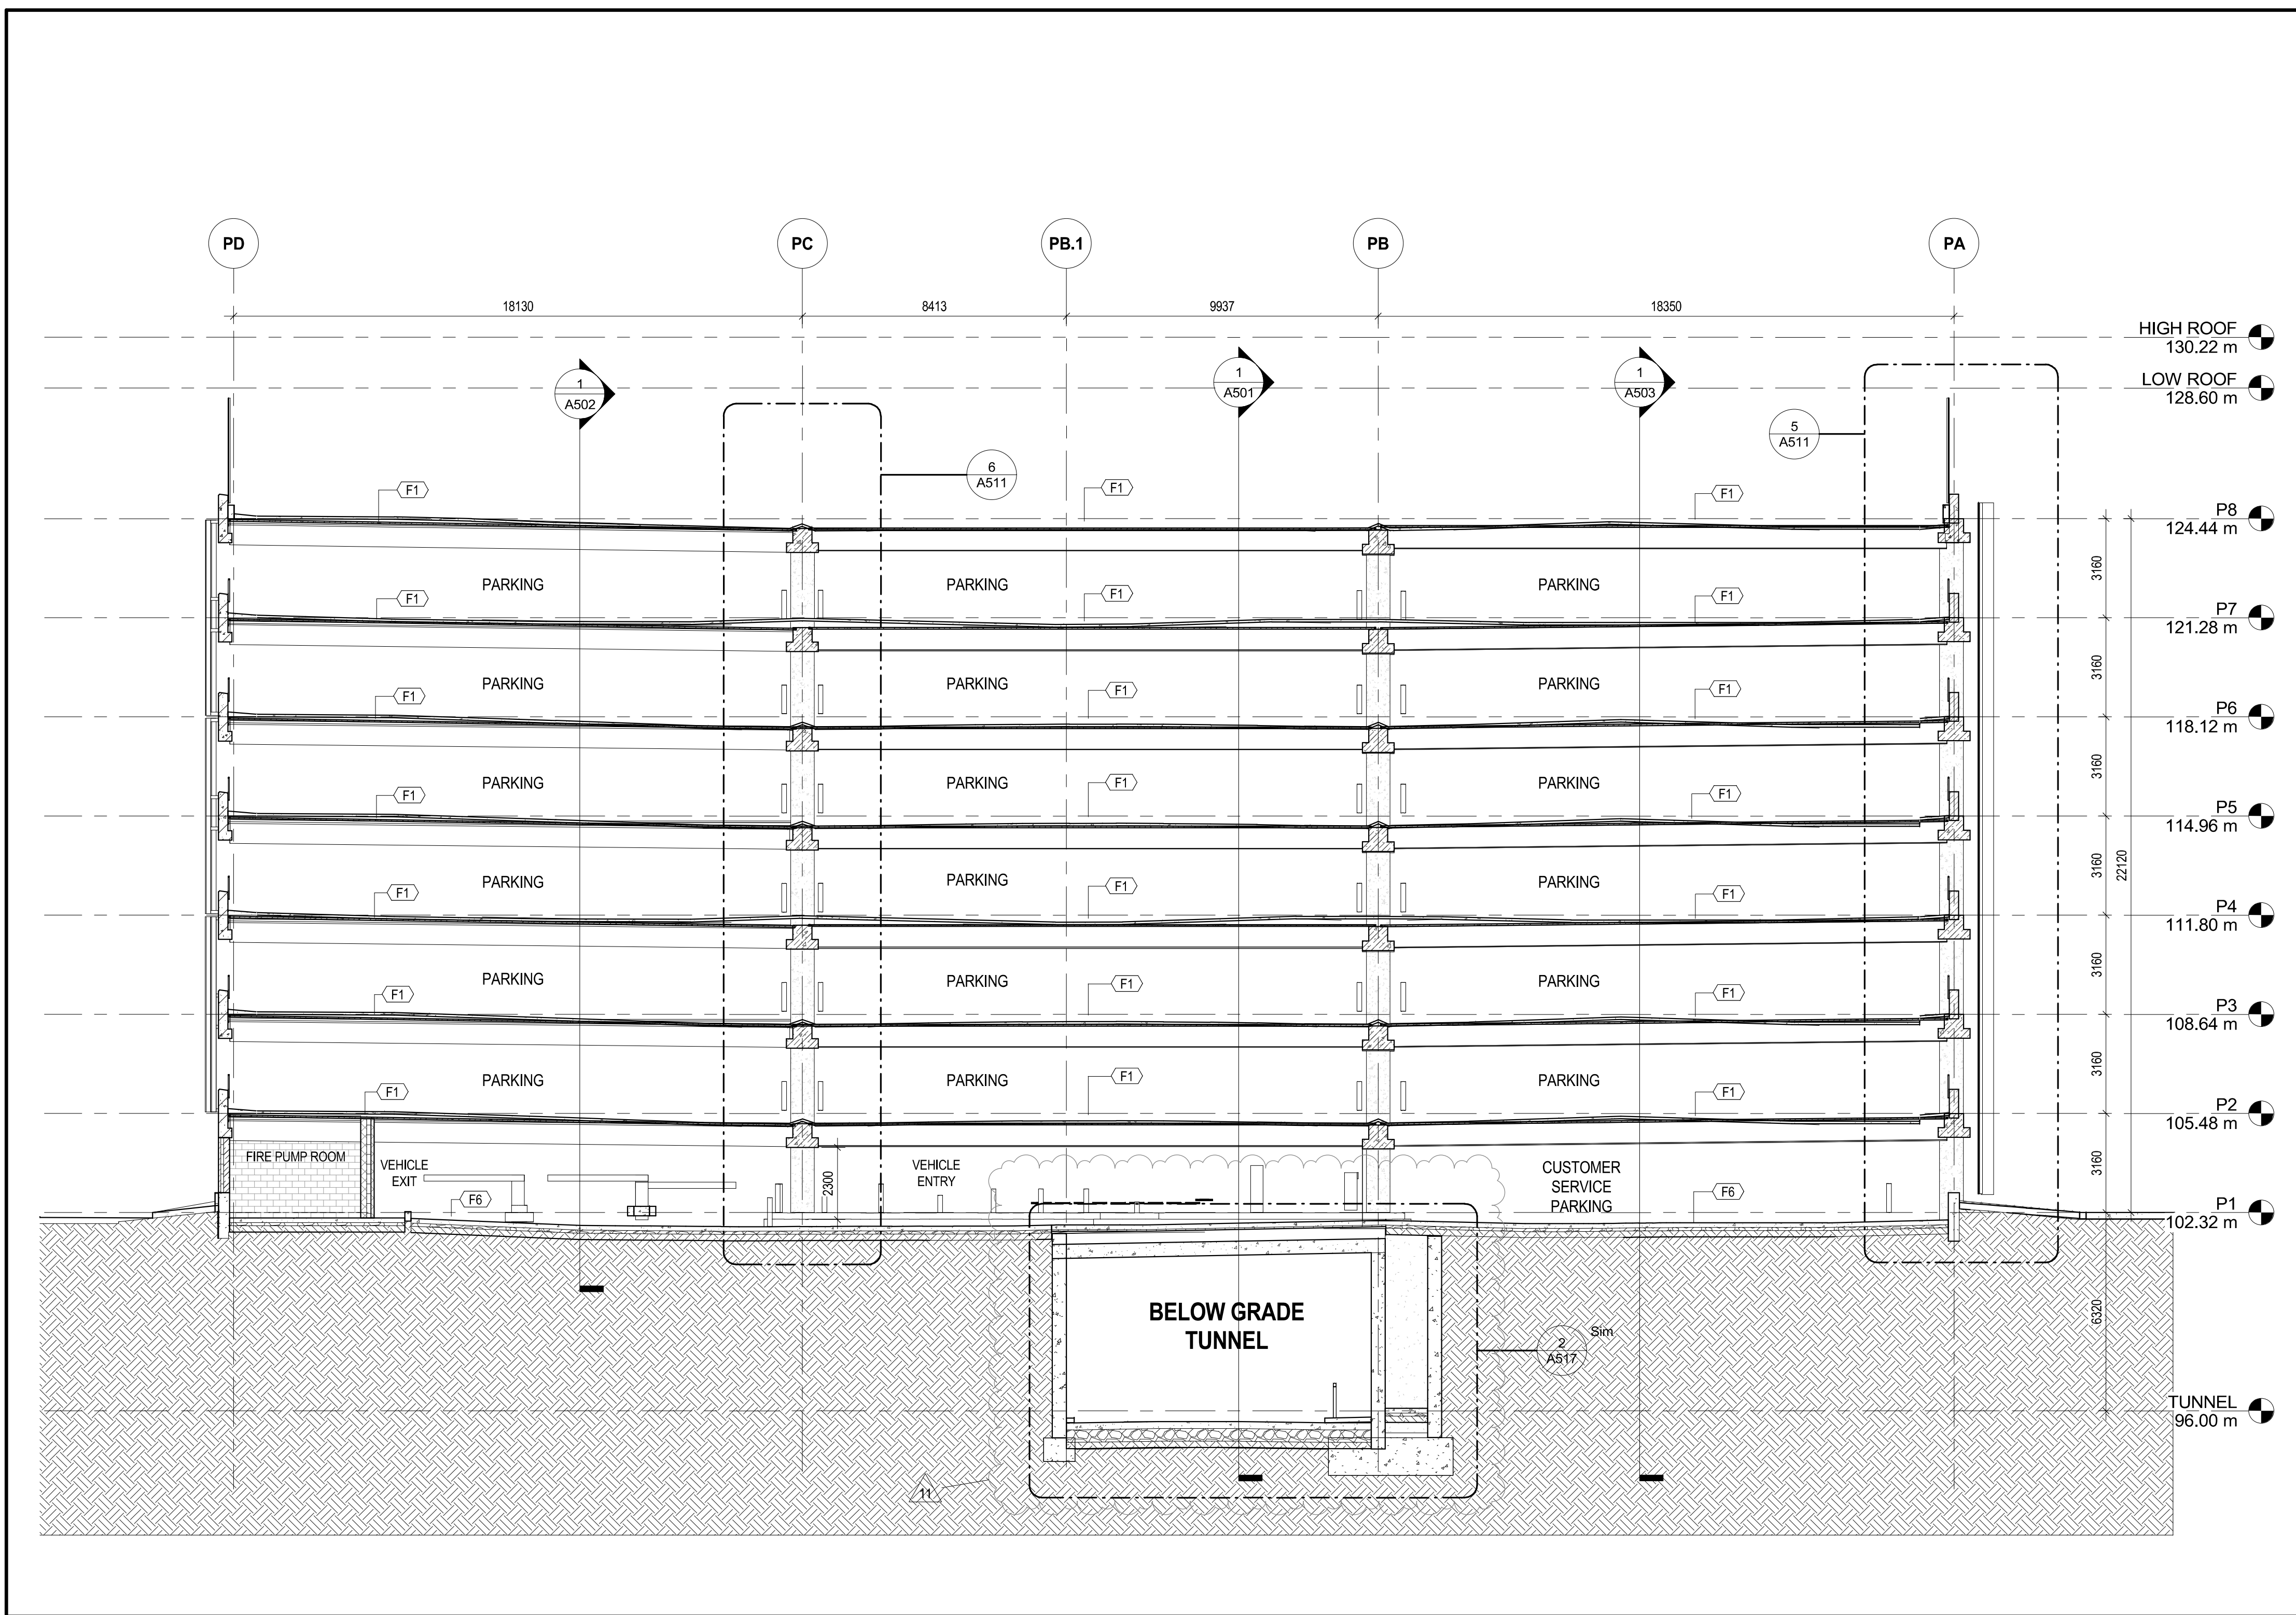 PD
PC
PB.1
PB
PA
18130
8413
9937
18350
HIGH ROOF
130.22 m
LOW ROOF
128.60 m
1
A502
1
A501
1
A503
5
A511
6
A511
F1
F1
F1
P8
124.44 m
3160
22120
PARKING
PARKING
PARKING
F1
F1
F1
P7
121.28 m
3160
PARKING
PARKING
PARKING
F1
F1
F1
P6
118.12 m
3160
PARKING
PARKING
PARKING
F1
F1
F1
P5
114.96 m
3160
PARKING
PARKING
PARKING
F1
F1
F1
P4
111.80 m
3160
PARKING
PARKING
PARKING
F1
F1
F1
P3
108.64 m
3160
PARKING
PARKING
PARKING
F1
F1
F1
P2
105.48 m
3160
FIRE PUMP ROOM
VEHICLE
EXIT
F6
2300
VEHICLE
ENTRY
CUSTOMER
SERVICE
PARKING
F6
P1
102.32 m
6320
BELOW GRADE
TUNNEL
2
A517
Sim
TUNNEL
96.00 m
11